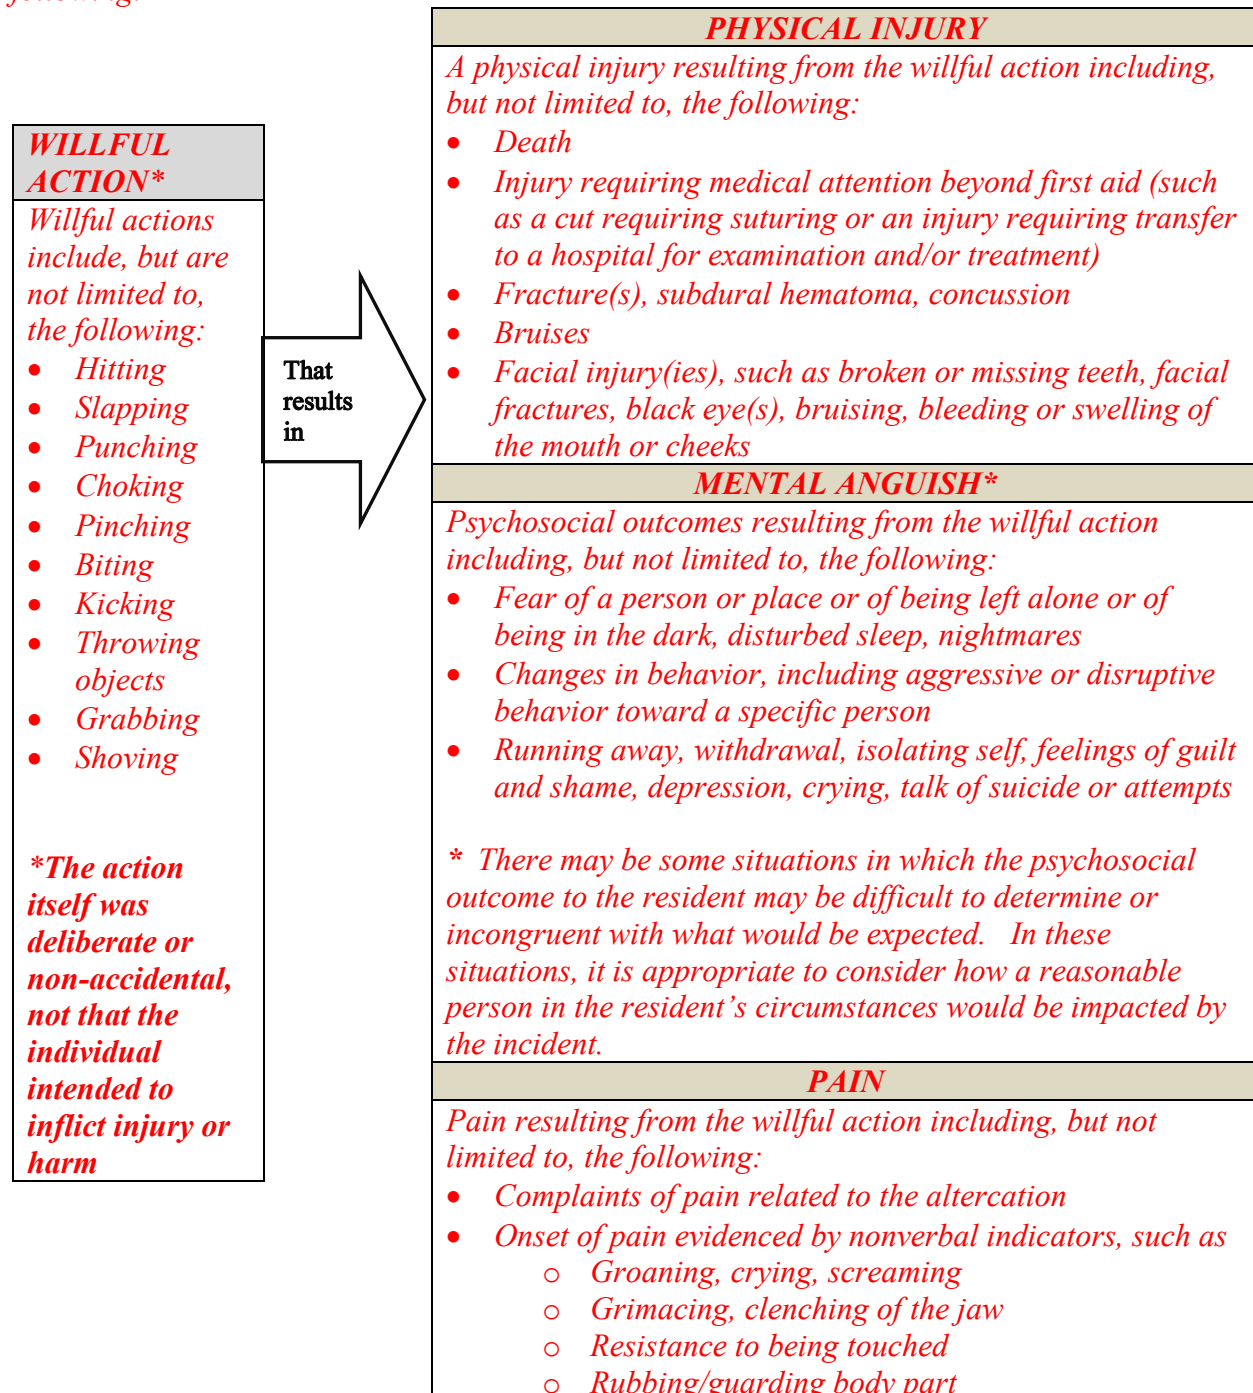 following:
WILLFUL
ACTION*
Willful actions
include, but are
not limited to,
the following:
• Hitting
• Slapping
• Punching
• Choking
• Pinching
• Biting
• Kicking
• Throwing
objects
• Grabbing
• Shoving
*The action
itself was
deliberate or
non-accidental,
not that the
individual
intended to
inflict injury or
harm
That
results
in
PHYSICAL INJURY
A physical injury resulting from the willful action including,
but not limited to, the following:
• Death
• Injury requiring medical attention beyond first aid (such
as a cut requiring suturing or an injury requiring transfer
to a hospital for examination and/or treatment)
• Fracture(s), subdural hematoma, concussion
• Bruises
• Facial injury(ies), such as broken or missing teeth, facial
fractures, black eye(s), bruising, bleeding or swelling of
the mouth or cheeks
MENTAL ANGUISH*
Psychosocial outcomes resulting from the willful action
including, but not limited to, the following:
• Fear of a person or place or of being left alone or of
being in the dark, disturbed sleep, nightmares
• Changes in behavior, including aggressive or disruptive
behavior toward a specific person
• Running away, withdrawal, isolating self, feelings of guilt
and shame, depression, crying, talk of suicide or attempts
* There may be some situations in which the psychosocial
outcome to the resident may be difficult to determine or
incongruent with what would be expected. In these
situations, it is appropriate to consider how a reasonable
person in the resident’s circumstances would be impacted by
the incident.
PAIN
Pain resulting from the willful action including, but not
limited to, the following:
• Complaints of pain related to the altercation
• Onset of pain evidenced by nonverbal indicators, such as
o Groaning, crying, screaming
o Grimacing, clenching of the jaw
o Resistance to being touched
o Rubbing/guarding body part